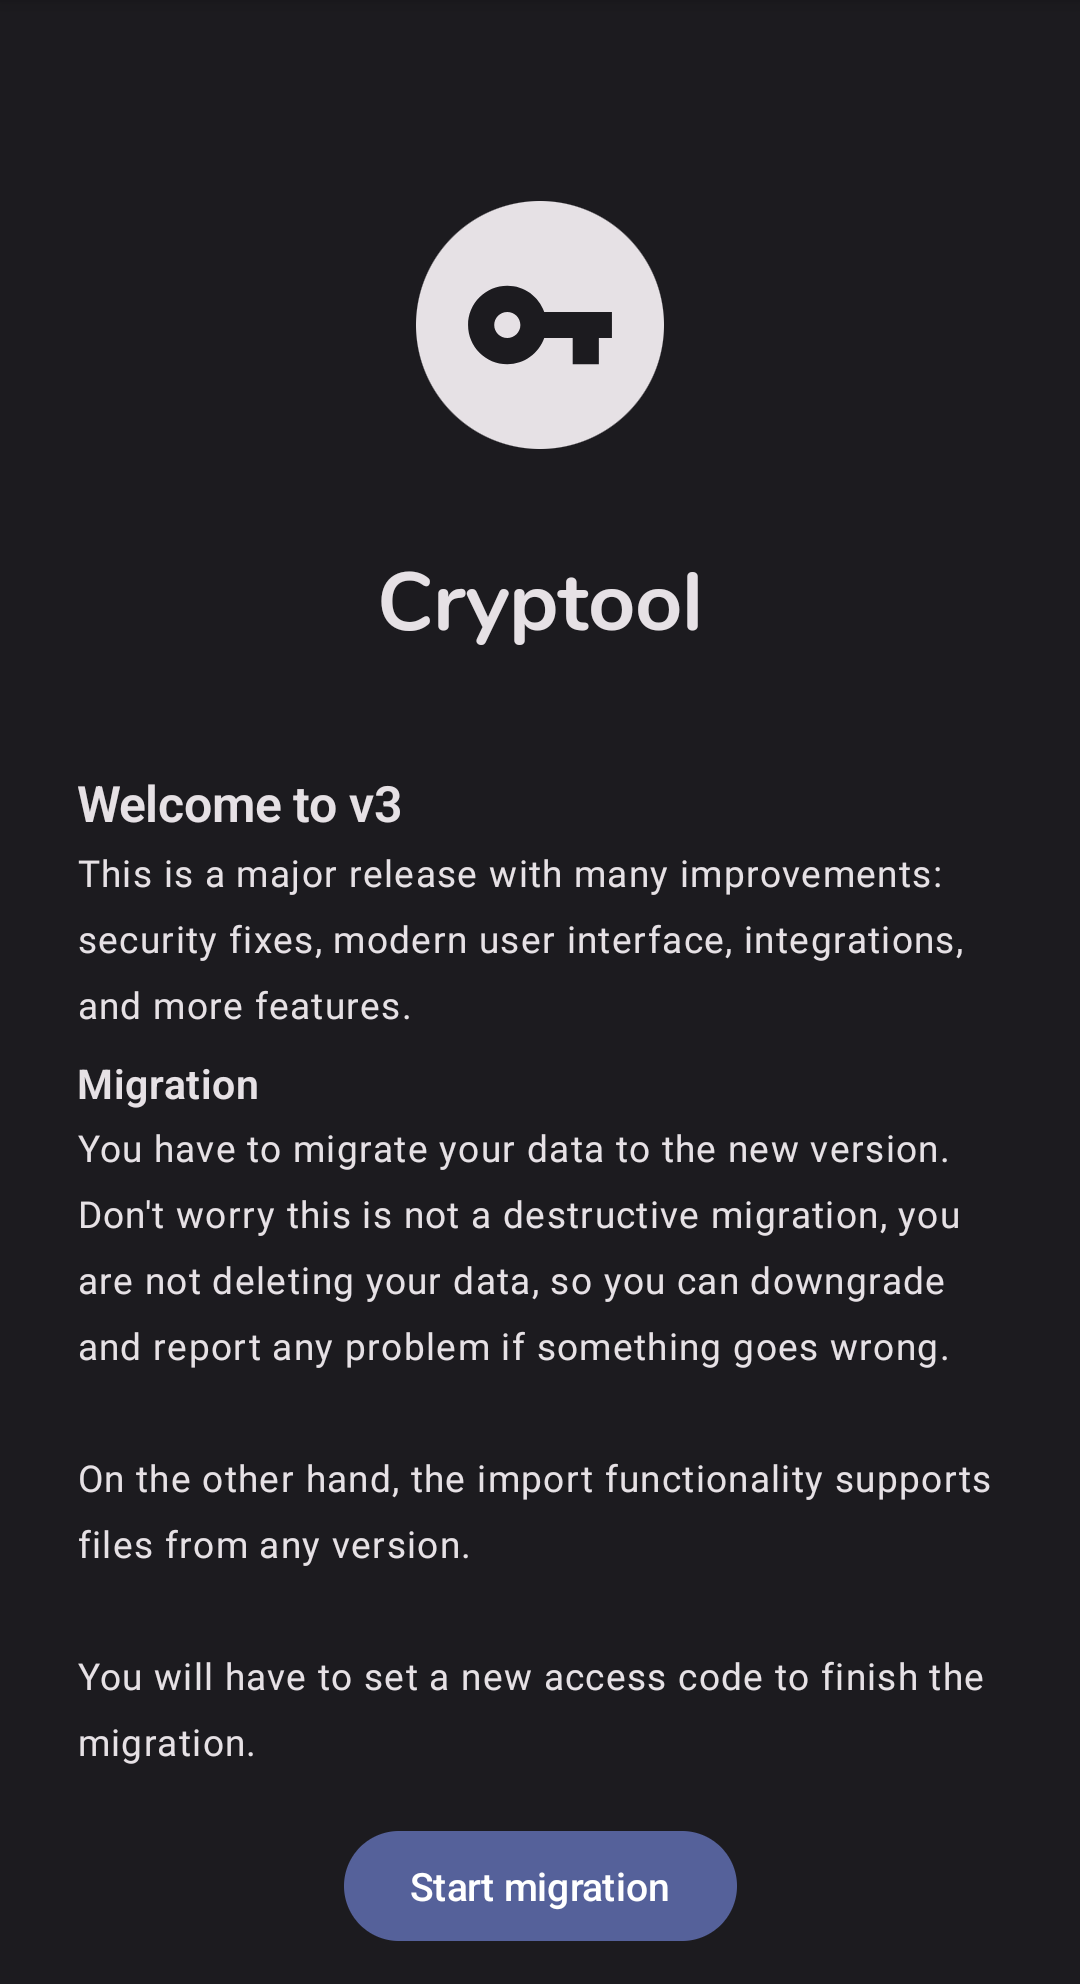 Cryptool
Welcome to v3
This is a major release with many improvements:
security fixes, modern user interface, integrations,
and more features.
Migration
You have to migrate your data to the new version.
Don't worry this is not a destructive migration, you
are not deleting your data, so you can downgrade
and report any problem if something goes wrong.
On the other hand, the import functionality supports
files from any version.
You will have to set a new access code to finish the
migration.
Start migration